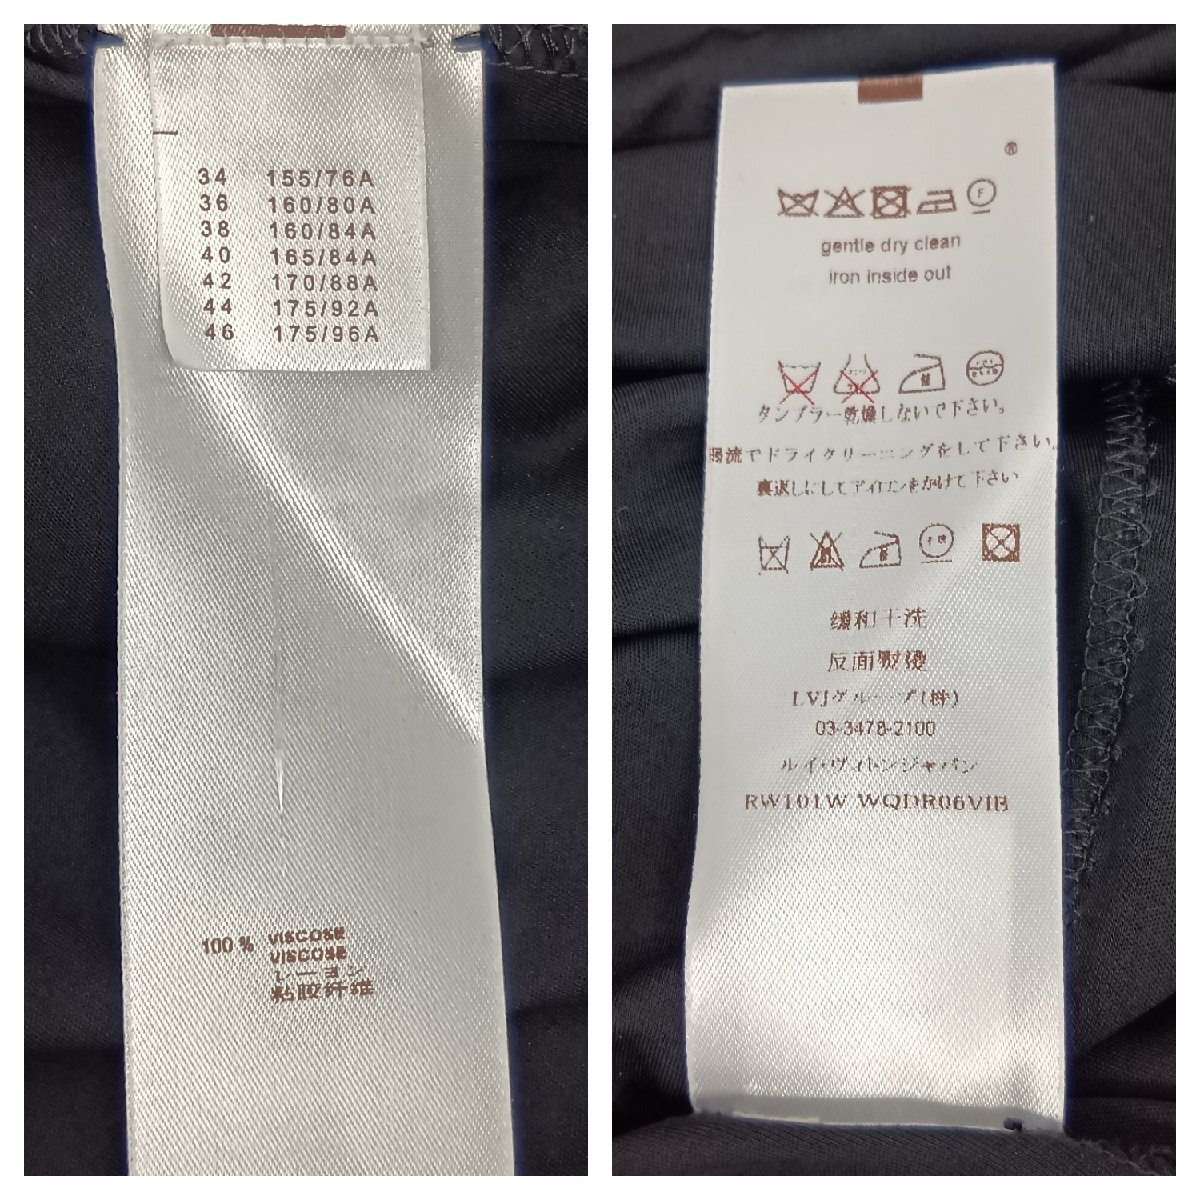 34 155/76A
36 160/80A
38 160/84A
40 165/84A
42 170/88A
44 175/92A
46 175/96A
100 % VISCOSE
VISCOSE
レーヨン
粘胶纤维
®
F
gentle dry clean
iron inside out
タンブラー乾燥しないで下さい。
弱流でドライクリーニングをして下さい。
裏返しにしてアイロンをかけて下さい
缓和干洗
反面熨烫
LVJグループ(株)
03-3478-2100
ルイ・ヴィトンジャパン
RW101W WQDR06VIB